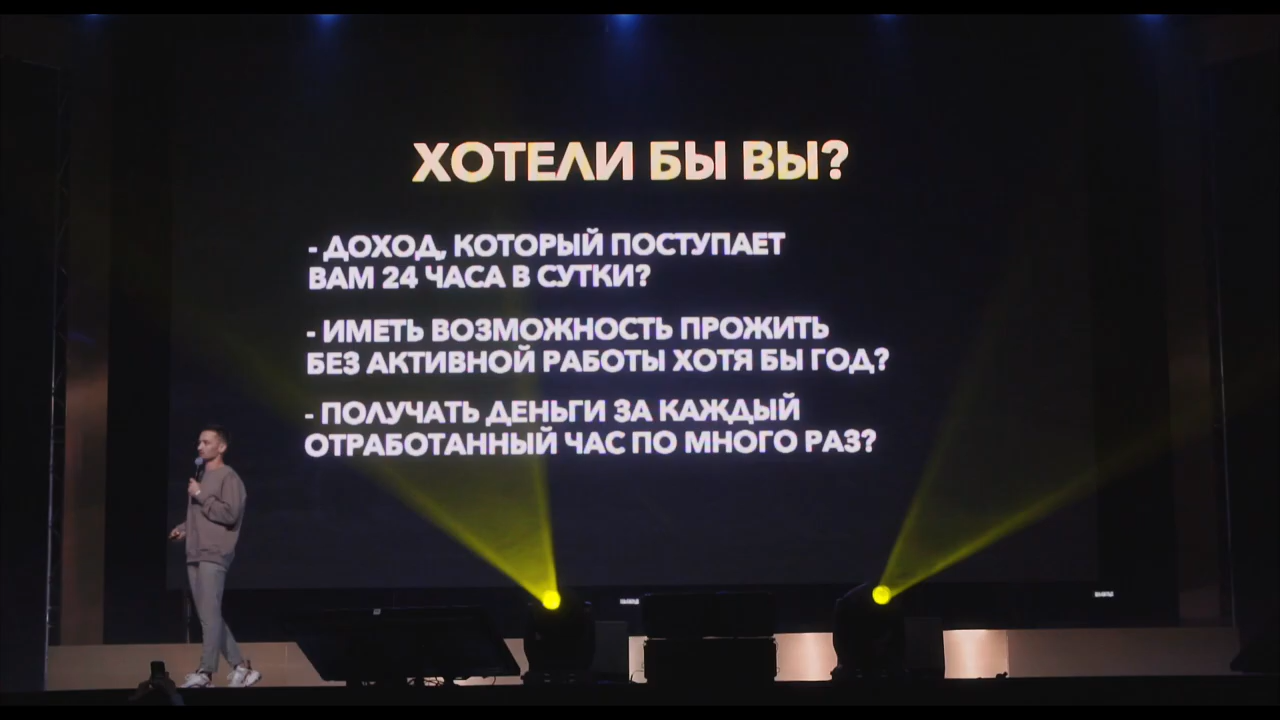 ХОТЕЛИ БЫ ВЫ?
- ДОХОД, КОТОРЫЙ ПОСТУПАЕТ
ВАМ 24 ЧАСА В СУТКИ?
- ИМЕТЬ ВОЗМОЖНОСТЬ ПРОЖИТЬ
БЕЗ АКТИВНОЙ РАБОТЫ ХОТЯ БЫ ГОД?
- ПОЛУЧАТЬ ДЕНЬГИ ЗА КАЖДЫЙ
ОТРАБОТАННЫЙ ЧАС ПО МНОГО РАЗ?